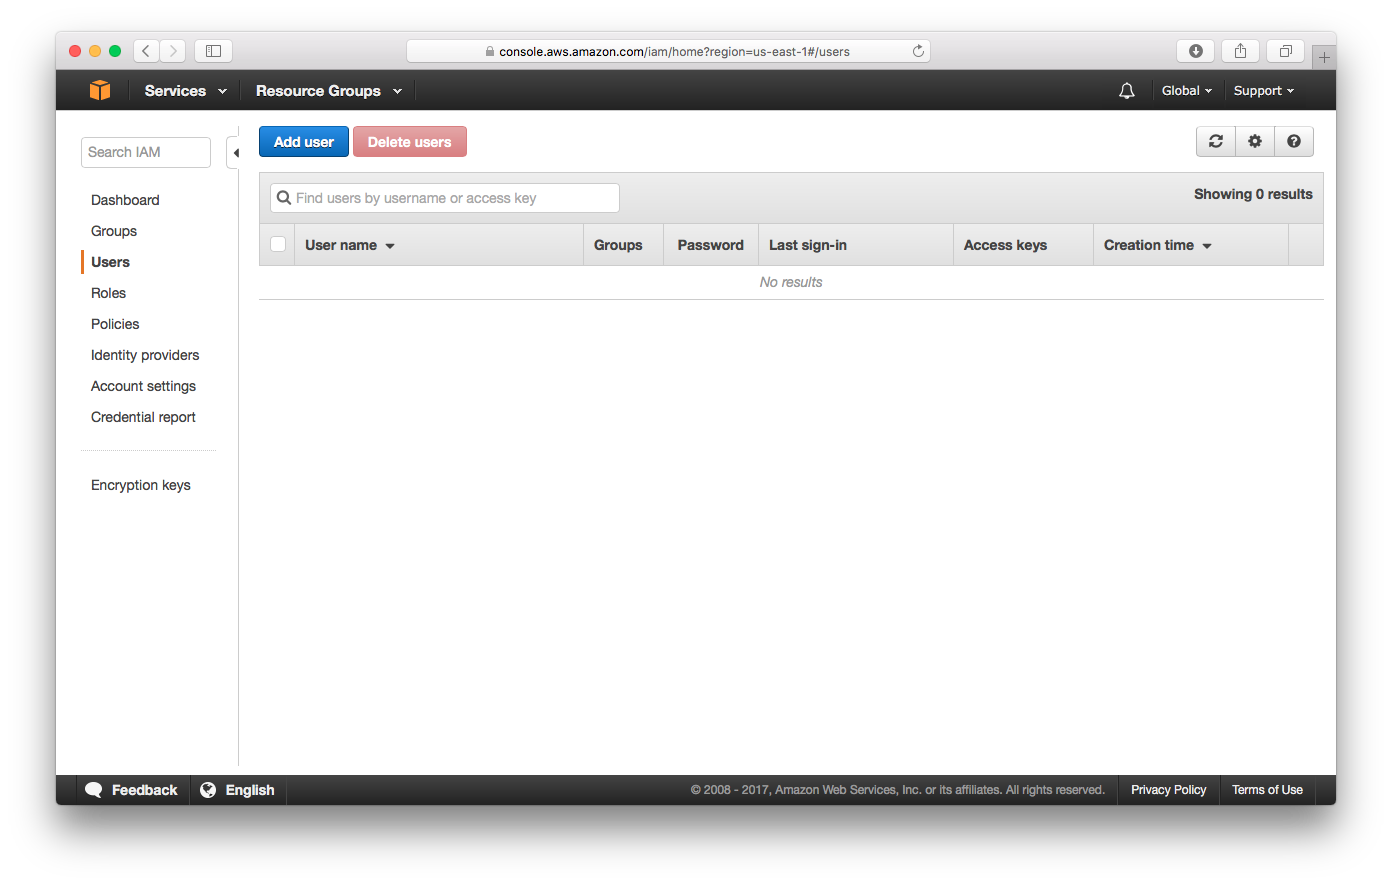 console.aws.amazon.com/iam/home?region=us-east-1#/users
Services
Resource Groups
Global
Support
Search IAM
Dashboard
Groups
Users
Roles
Policies
Identity providers
Account settings
Credential report
Encryption keys
Add user
Delete users
Find users by username or access key
Showing 0 results
User name Groups Password Last sign-in Access keys Creation time
No results
Feedback
English
© 2008 - 2017, Amazon Web Services, Inc. or its affiliates. All rights reserved.
Privacy Policy
Terms of Use